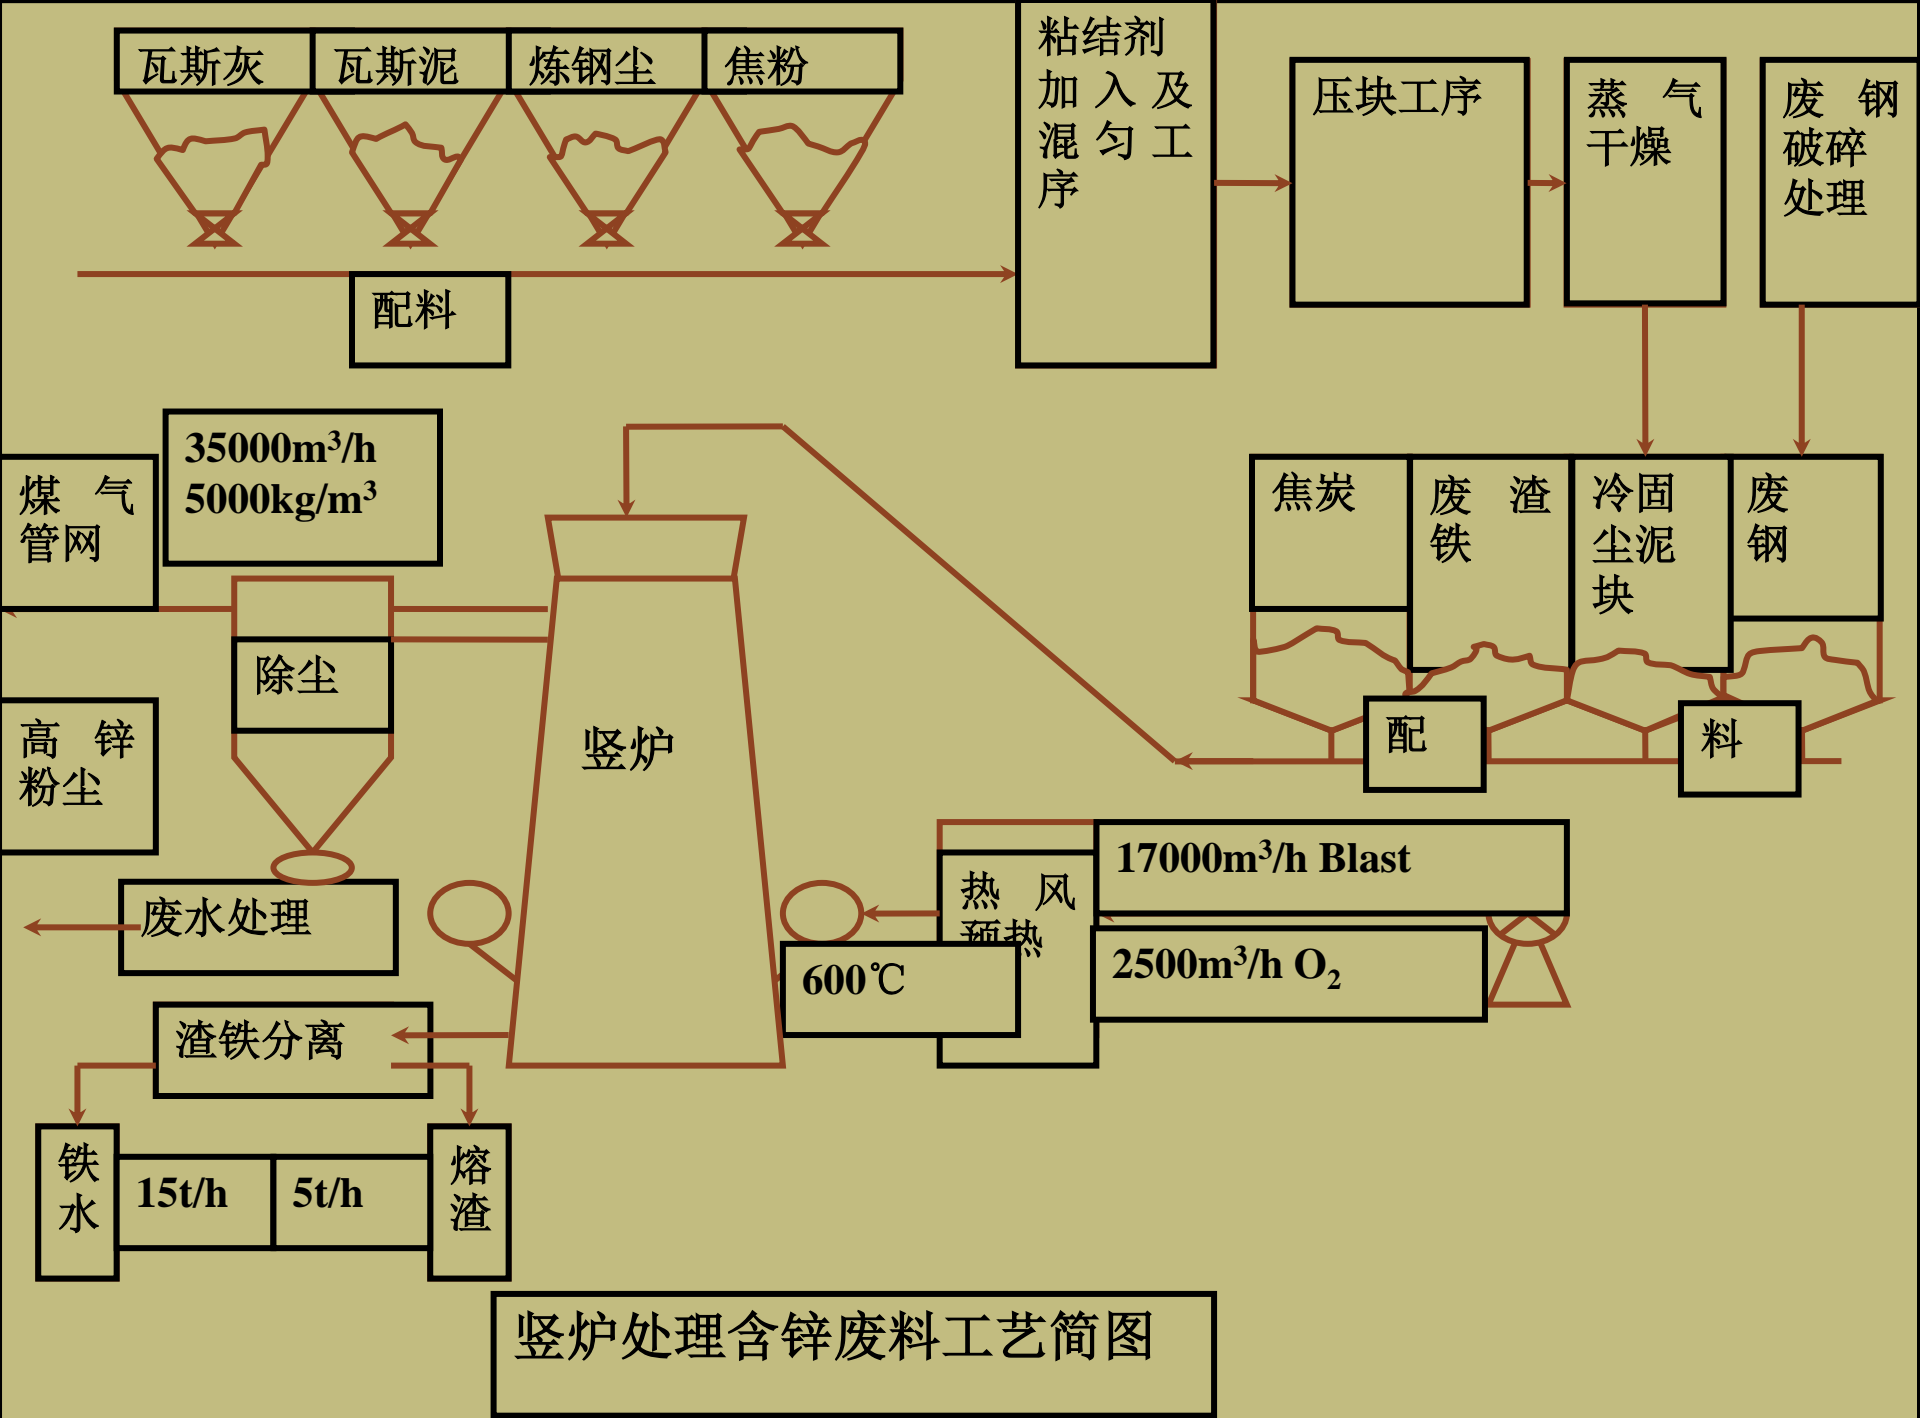 瓦斯灰
瓦斯泥
炼钢尘
焦粉
粘结剂
加入及
混匀工
序
压块工序
蒸气
干燥
废钢
破碎
处理
配料
35000m³/h
5000kg/m³
煤气
管网
焦炭
废渣
铁
冷固
尘泥
块
废
钢
除尘
高锌
粉尘
竖炉
配
料
17000m³/h Blast
热风
预热
废水处理
600℃
2500m³/h O₂
渣铁分离
铁
水
15t/h
5t/h
熔
渣
竖炉处理含锌废料工艺简图